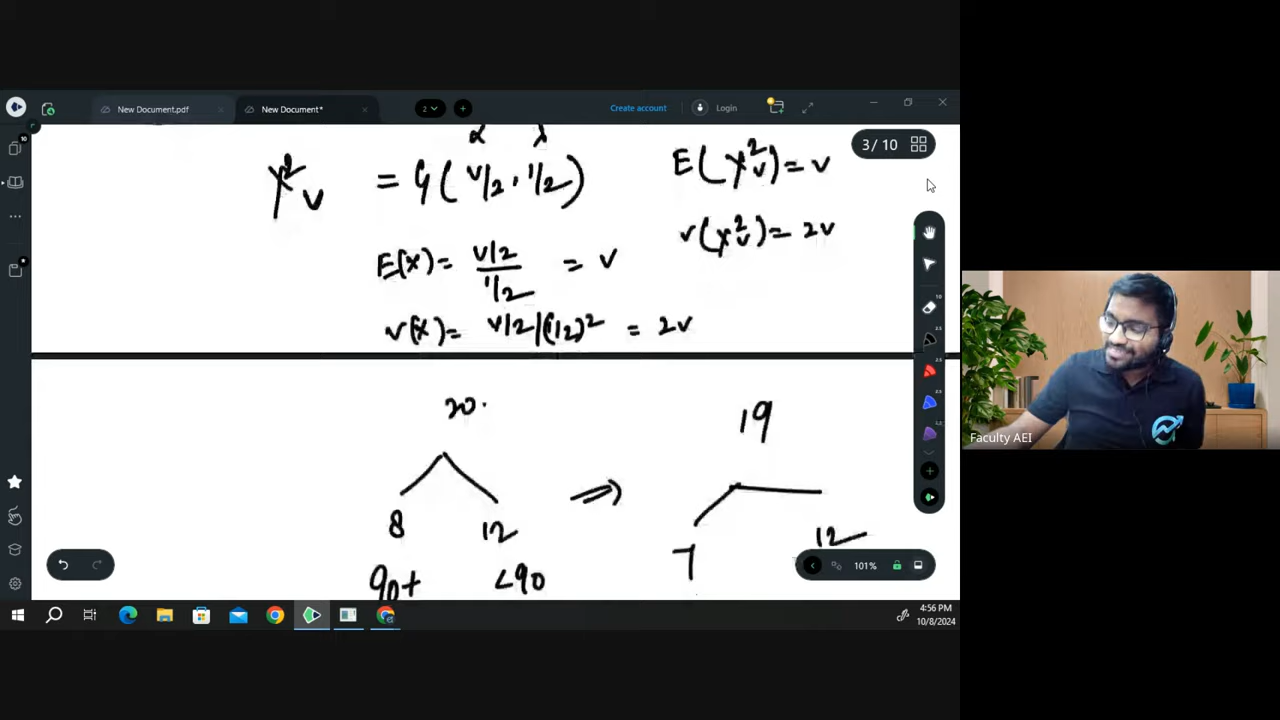 New Document.pdf
New Document*
2
Create account
Login
3 / 10
α λ
χ²ᵥ = G( v/2 , 1/2 )
E( χ²ᵥ ) = v
v( χ²ᵥ ) = 2v
E(x) = v/2 / 1/2 = v
v(x) = v/2 / (1/2)² = 2v
20.
19
8 12 ⇒ 7 12
90+ <90
Faculty AEI
101%
4:56 PM
10/8/2024